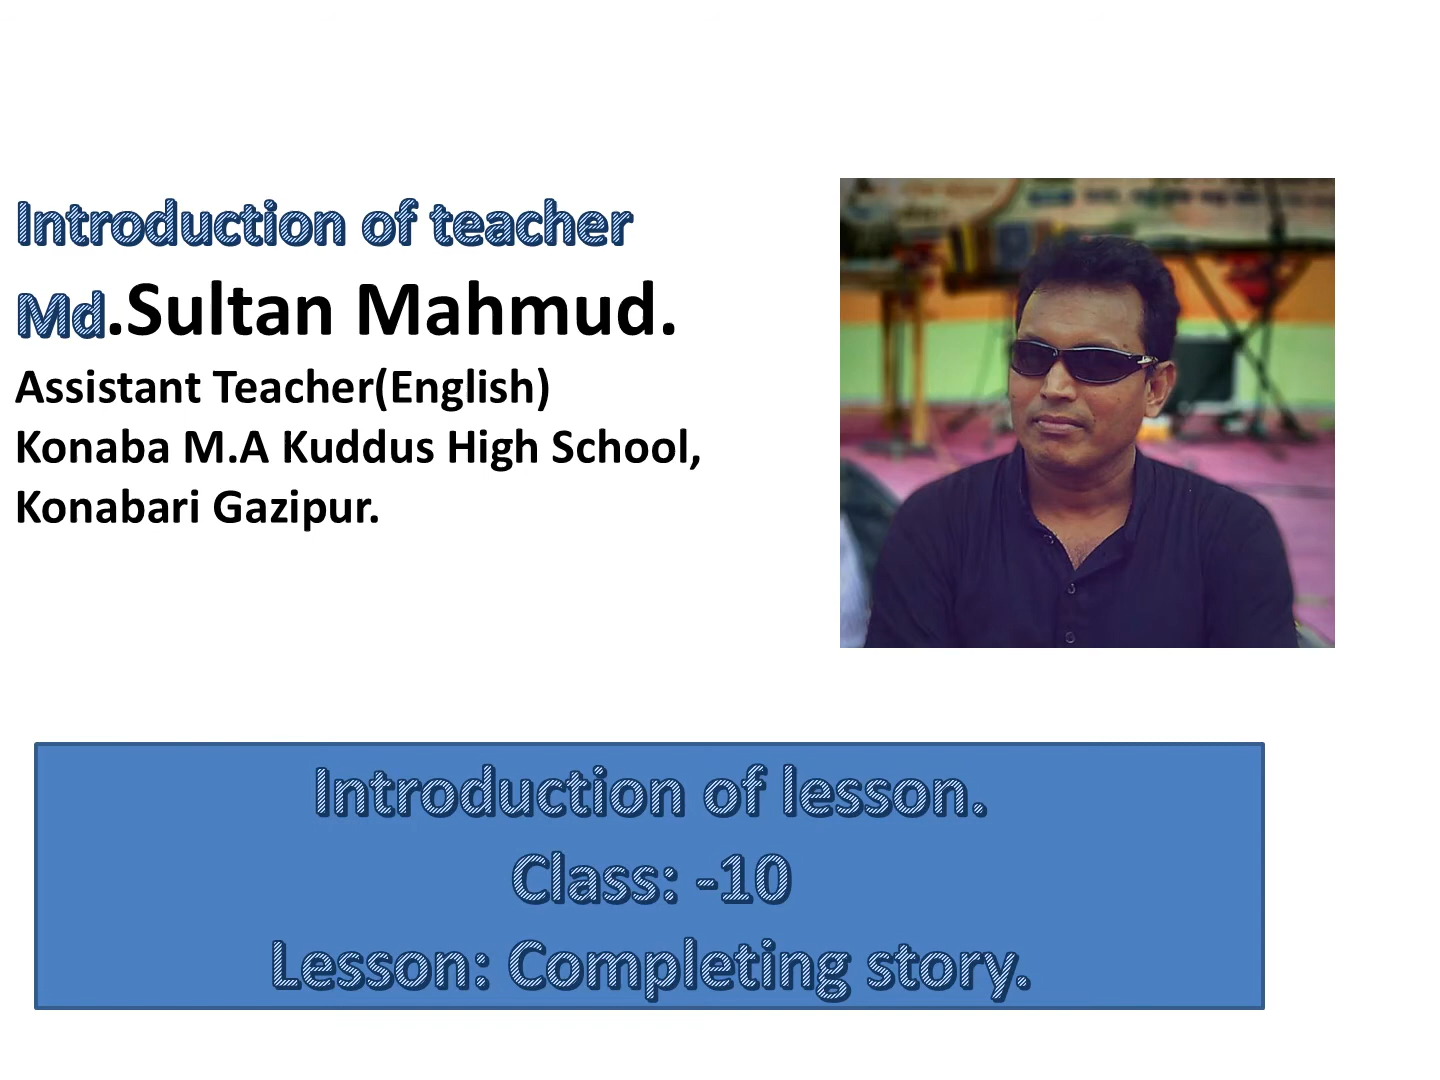 Introduction of teacher
Md.Sultan Mahmud.
Assistant Teacher(English)
Konaba M.A Kuddus High School,
Konabari Gazipur.
Introduction of lesson.
Class: -10
Lesson: Completing story.